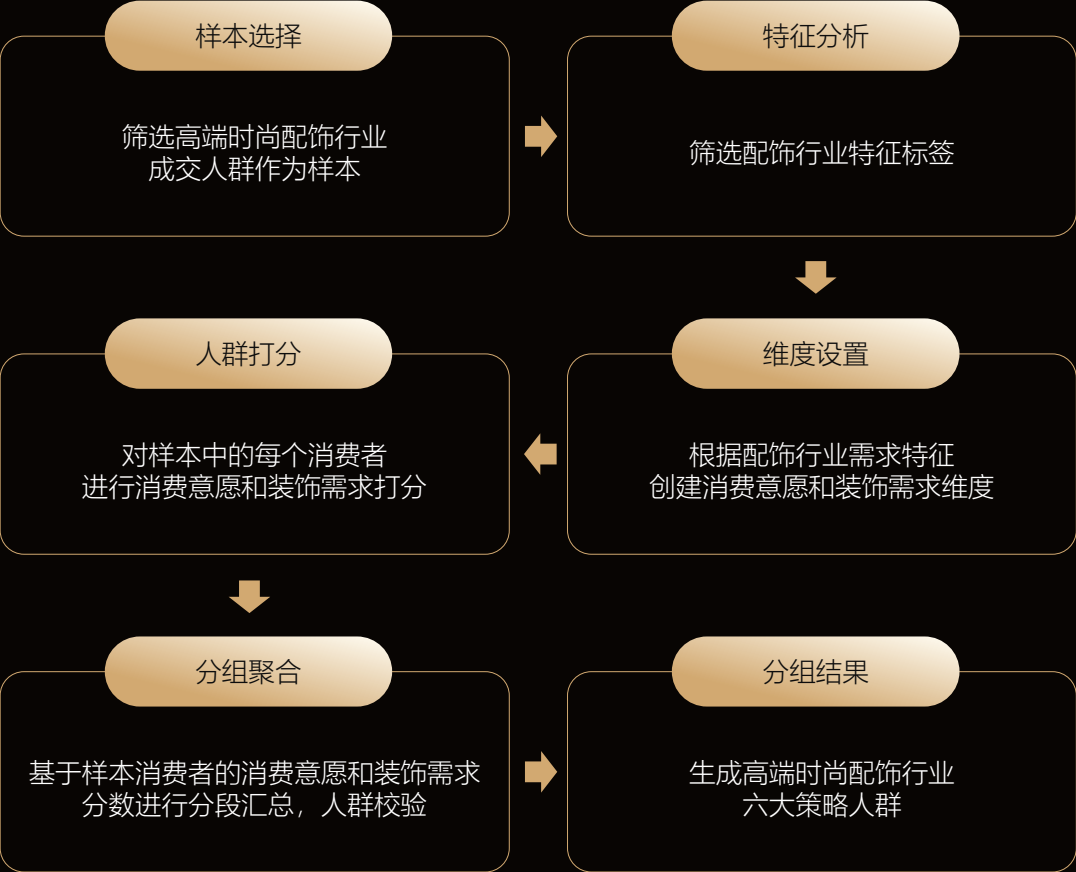 样本选择
筛选高端时尚配饰行业
成交人群作为样本
特征分析
筛选配饰行业特征标签
维度设置
根据配饰行业需求特征
创建消费意愿和装饰需求维度
人群打分
对样本中的每个消费者
进行消费意愿和装饰需求打分
分组聚合
基于样本消费者的消费意愿和装饰需求
分数进行分段汇总，人群校验
分组结果
生成高端时尚配饰行业
六大策略人群